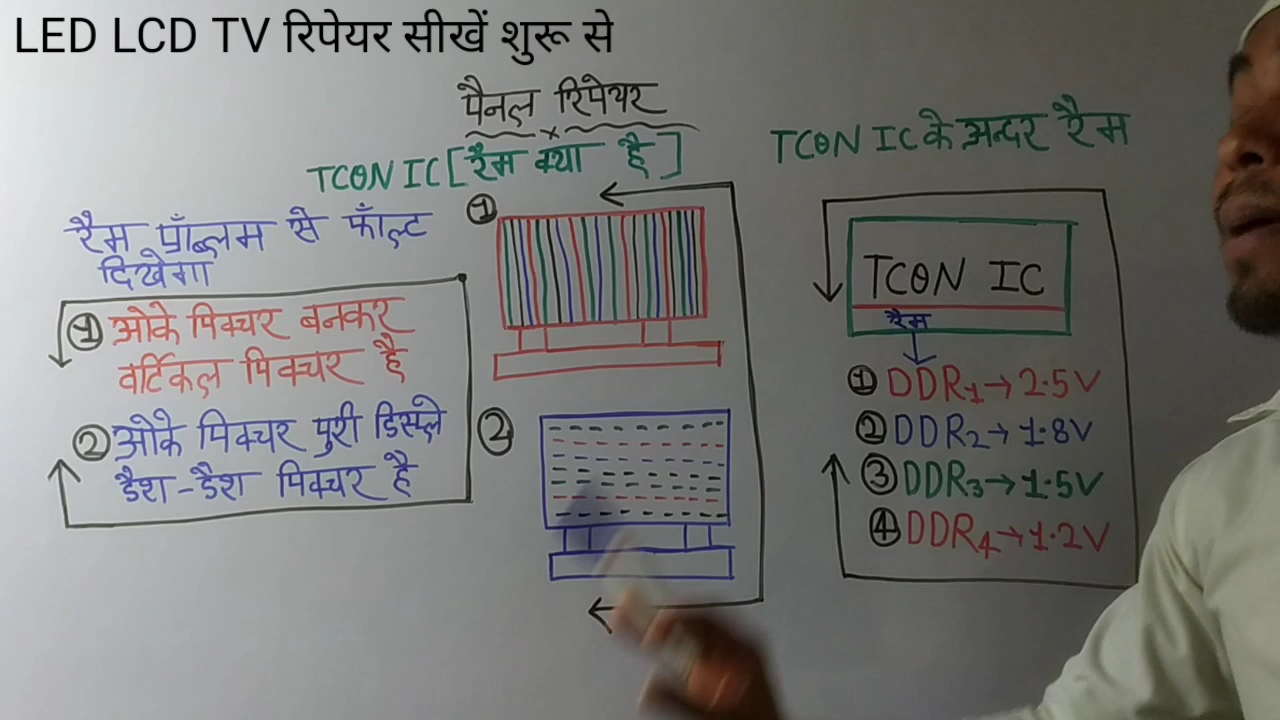 LED LCD TV रिपेयर सीखें शुरू से
पैनल रिपेयर
TCON IC [रैम क्या है]
रैम प्रॉब्लम से फॉल्ट
दिखेगा
① ओके पिक्चर बनकर
वर्टिकल पिक्चर है
② ओके पिक्चर पुरी डिस्प्ले
डैश-डैश पिक्चर है
①
②
TCON IC के अन्दर रैम
TCON IC
रैम
① DDR1→2.5V
② DDR2→1.8V
③ DDR3→1.5V
④ DDR4→1.2V